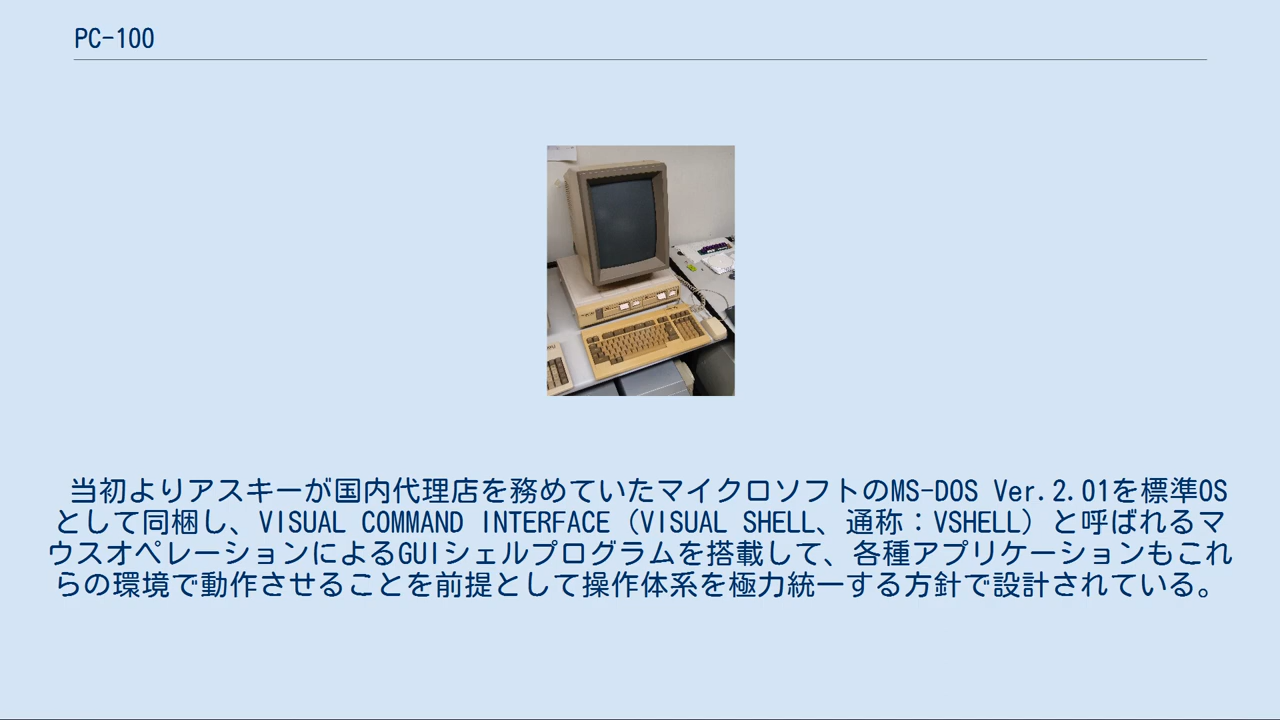 PC-100
当初よりアスキーが国内代理店を務めていたマイクロソフトのMS-DOS Ver.2.01を標準OS
として同梱し、VISUAL COMMAND INTERFACE（VISUAL SHELL、通称：VSHELL）と呼ばれるマ
ウスオペレーションによるGUIシェルプログラムを搭載して、各種アプリケーションもこれ
らの環境で動作させることを前提として操作体系を極力統一する方針で設計されている。